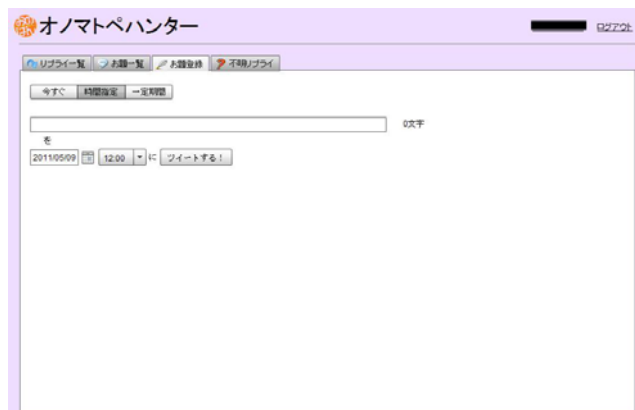 オノマトペハンター
ログアウト
リプライ一覧 お題一覧 お題登録 不明リプライ
今すぐ 時間指定 一定期間
0文字
を
2011/05/09 12:00 に ツイートする!